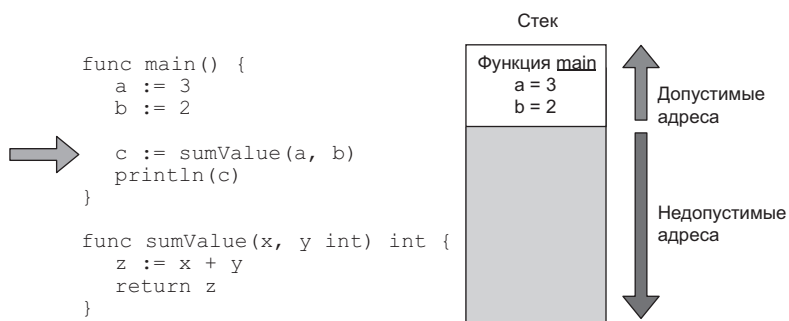 func main() {
a := 3
b := 2
c := sumValue(a, b)
println(c)
}
func sumValue(x, y int) int {
z := x + y
return z
}
Стек
Функция main
a = 3
b = 2
Допустимые
адреса
Недопустимые
адреса